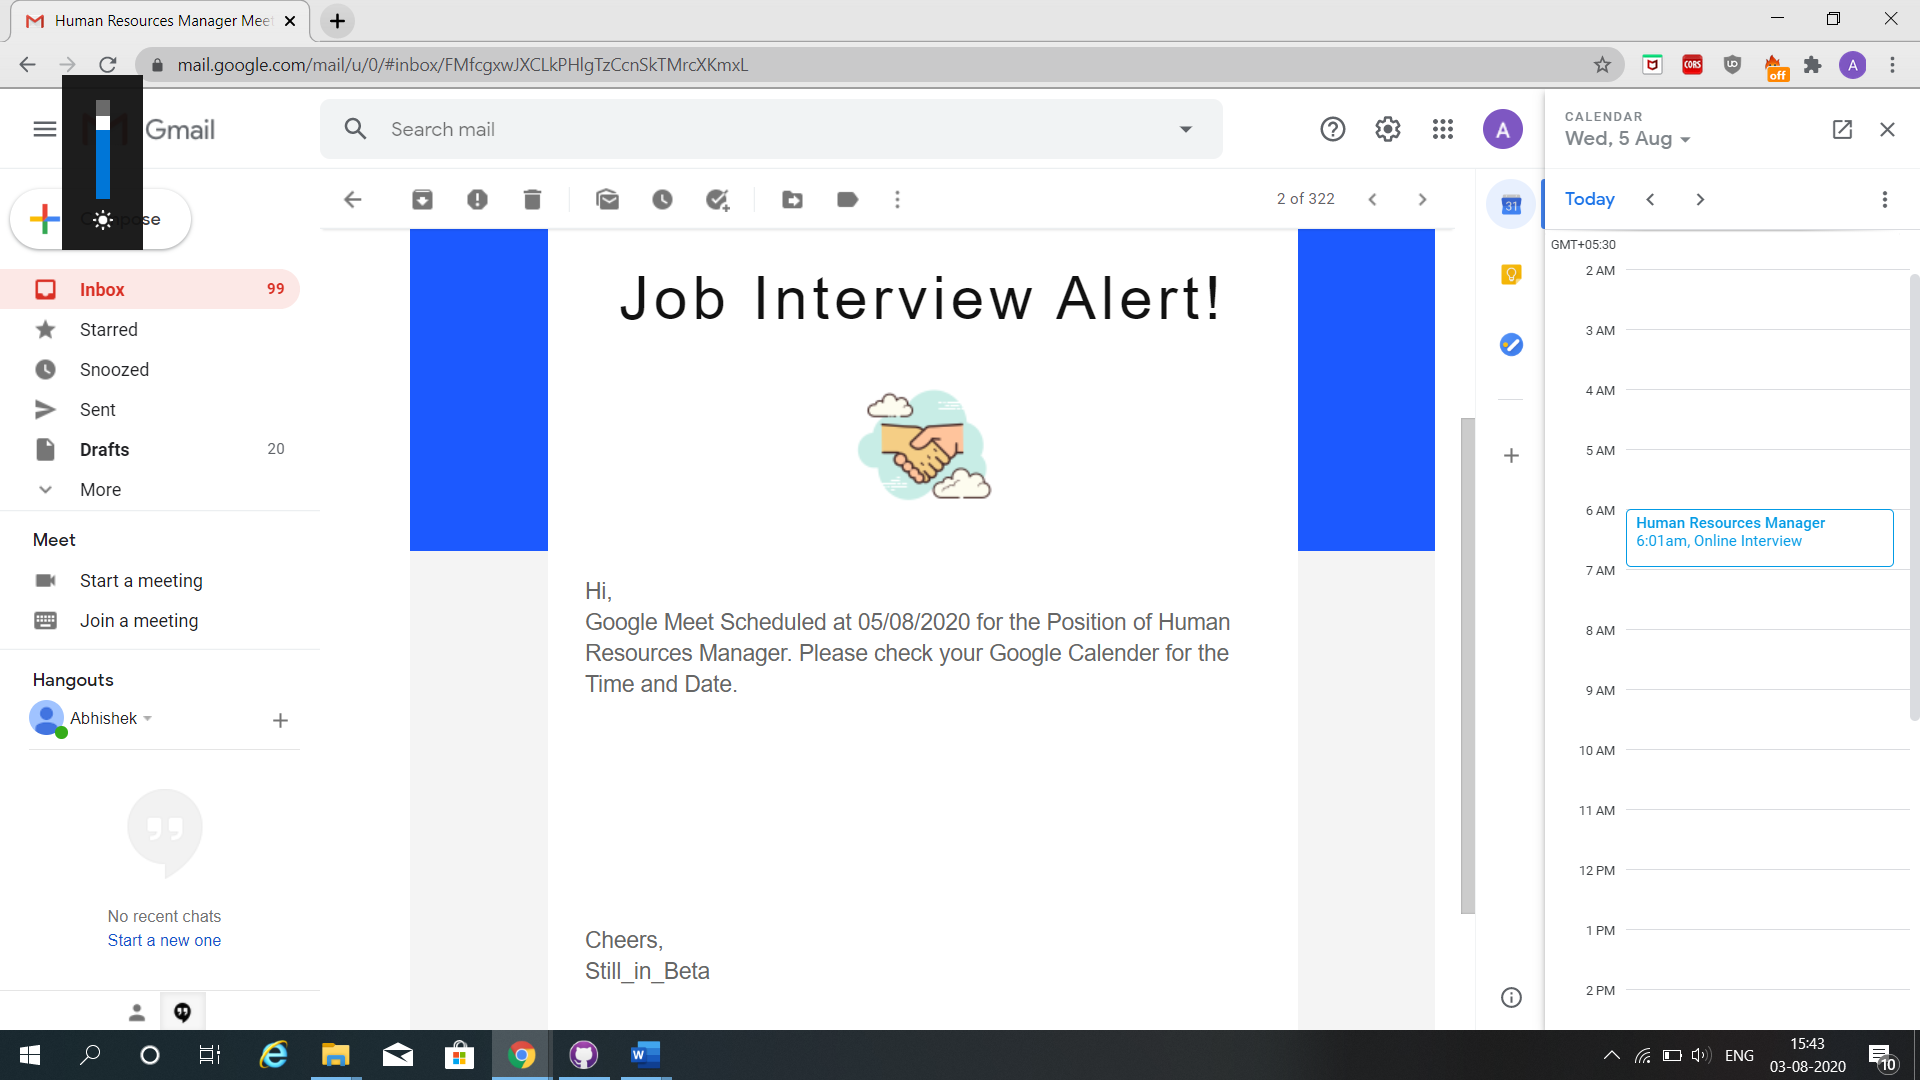 Human Resources Manager Mee
mail.google.com/mail/u/0/#inbox/FMfcgxwJXCLkPHlgTzCcnSkTMrcXKmxL
CORS
off
A
Gmail
Search mail
A
CALENDAR
Wed, 5 Aug
pose
2 of 322
31
Today
GMT+05:30
Inbox 99
Starred
Snoozed
Sent
Drafts 20
More
Meet
Start a meeting
Join a meeting
Hangouts
Abhishek
No recent chats
Start a new one
Job Interview Alert!
Hi,
Google Meet Scheduled at 05/08/2020 for the Position of Human
Resources Manager. Please check your Google Calender for the
Time and Date.
Cheers,
Still_in_Beta
2 AM
3 AM
4 AM
5 AM
6 AM
Human Resources Manager
6:01am, Online Interview
7 AM
8 AM
9 AM
10 AM
11 AM
12 PM
1 PM
2 PM
W
ENG
15:43
03-08-2020
10